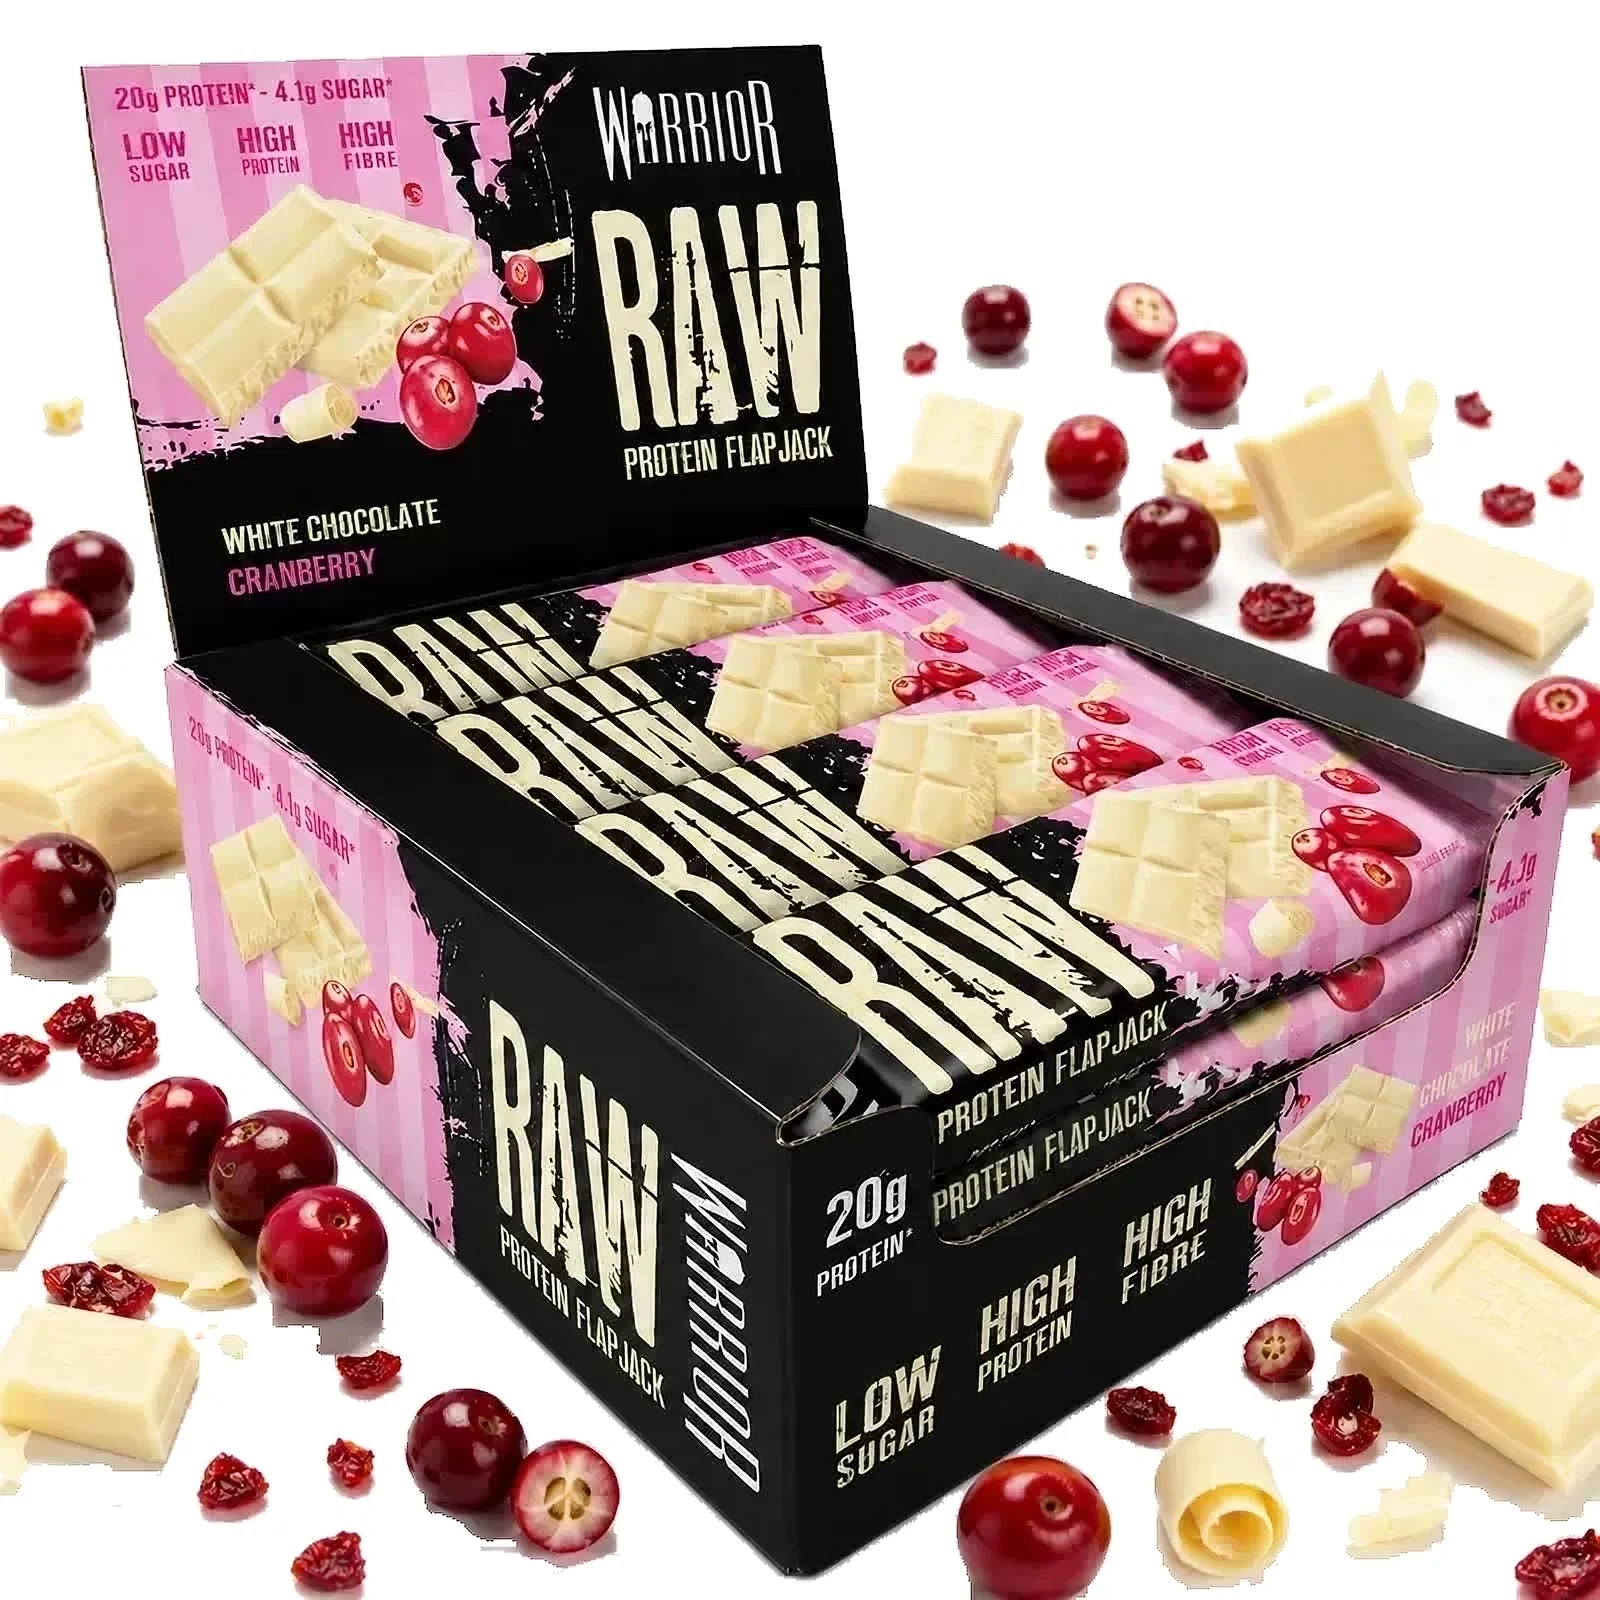 20g PROTEIN* - 4.1g SUGAR*
LOW
SUGAR
HIGH
PROTEIN
HIGH
FIBRE
WARRIOR
RAW
PROTEIN FLAPJACK
WHITE CHOCOLATE
CRANBERRY
RAW
RAW
RAW
RAW
PROTEIN FLAPJACK
PROTEIN FLAPJACK
20g PROTEIN* - 4.1g SUGAR*
RAW
PROTEIN FLAPJACK
WARRIOR
20g
PROTEIN*
LOW
SUGAR
HIGH
PROTEIN
HIGH
FIBRE
-4.1g
SUGAR*
WHITE
CHOCOLATE
CRANBERRY